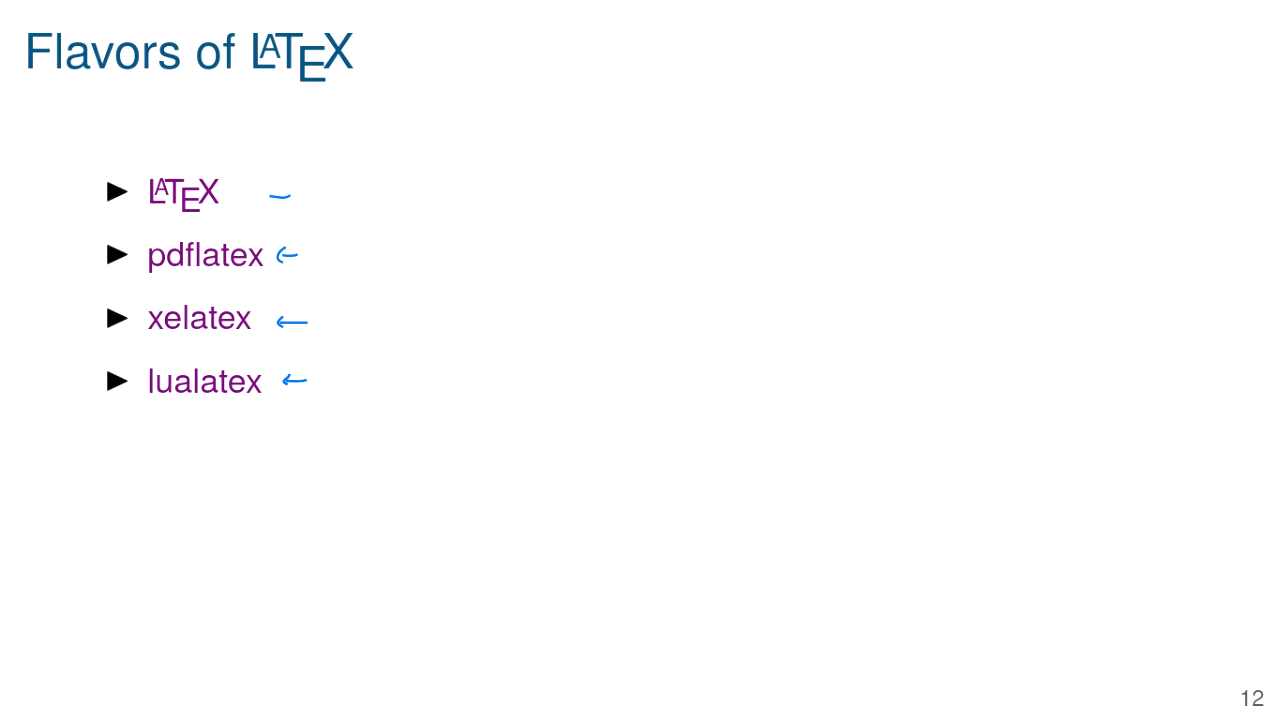 Flavors of LATEX
▶ LATEX
▶ pdflatex
▶ xelatex
▶ lualatex
12